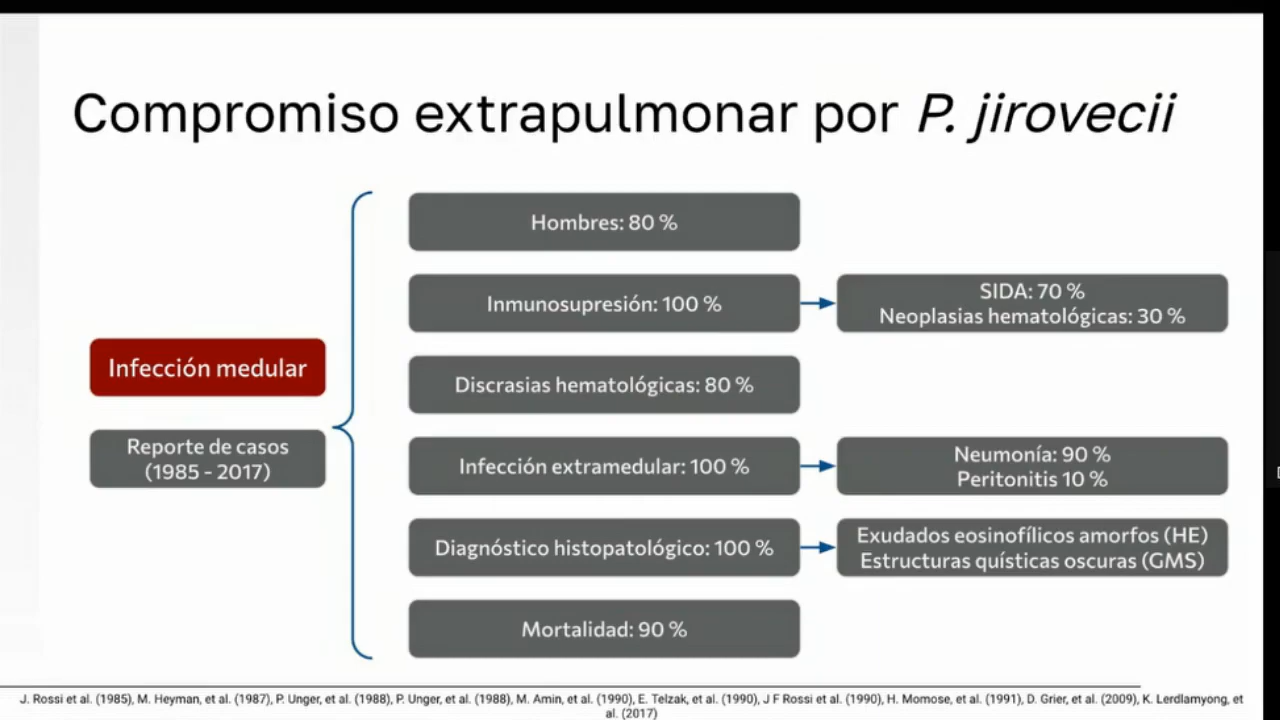 Compromiso extrapulmonar por P. jirovecii
Infección medular
Reporte de casos
(1985 - 2017)
Hombres: 80 %
Inmunosupresión: 100 %
SIDA: 70 %
Neoplasias hematológicas: 30 %
Discrasias hematológicas: 80 %
Infección extramedular: 100 %
Neumonía: 90 %
Peritonitis 10 %
Diagnóstico histopatológico: 100 %
Exudados eosinofílicos amorfos (HE)
Estructuras quísticas oscuras (GMS)
Mortalidad: 90 %
J. Rossi et al. (1985), M. Heyman, et al. (1987), P. Unger, et al. (1988), P. Unger, et al. (1988), M. Amin, et al. (1990), E. Telzak, et al. (1990), J F Rossi et al. (1990), H. Momose, et al. (1991), D. Grier, et al. (2009), K. Lerdlamyong, et
al. (2017)